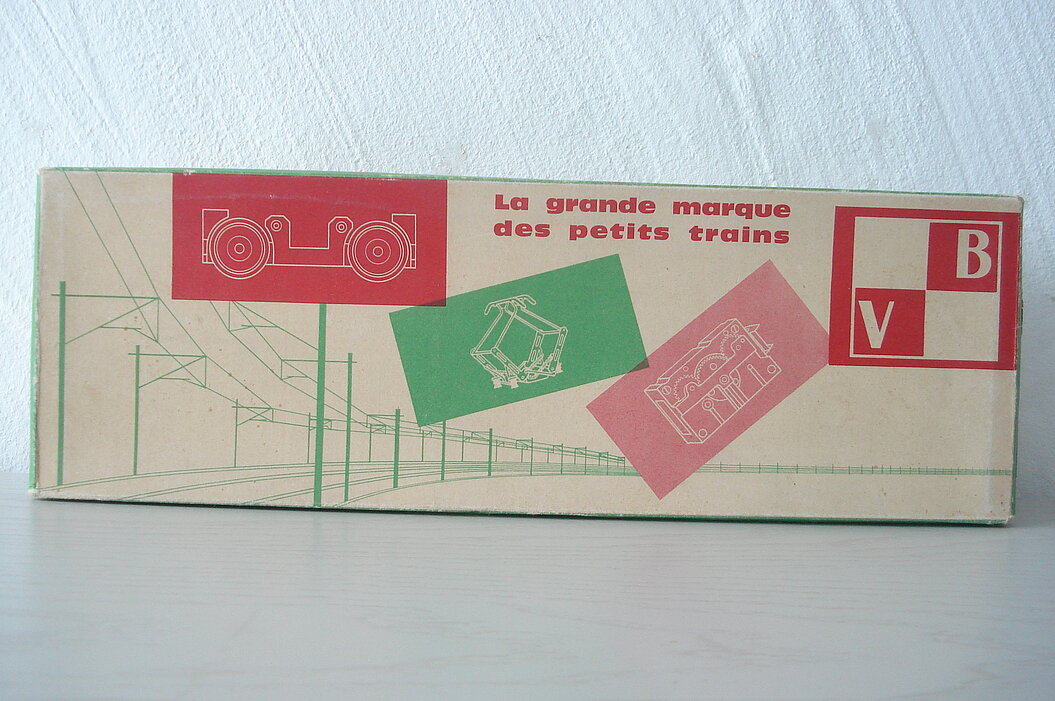 La grande marque
des petits trains
B
V